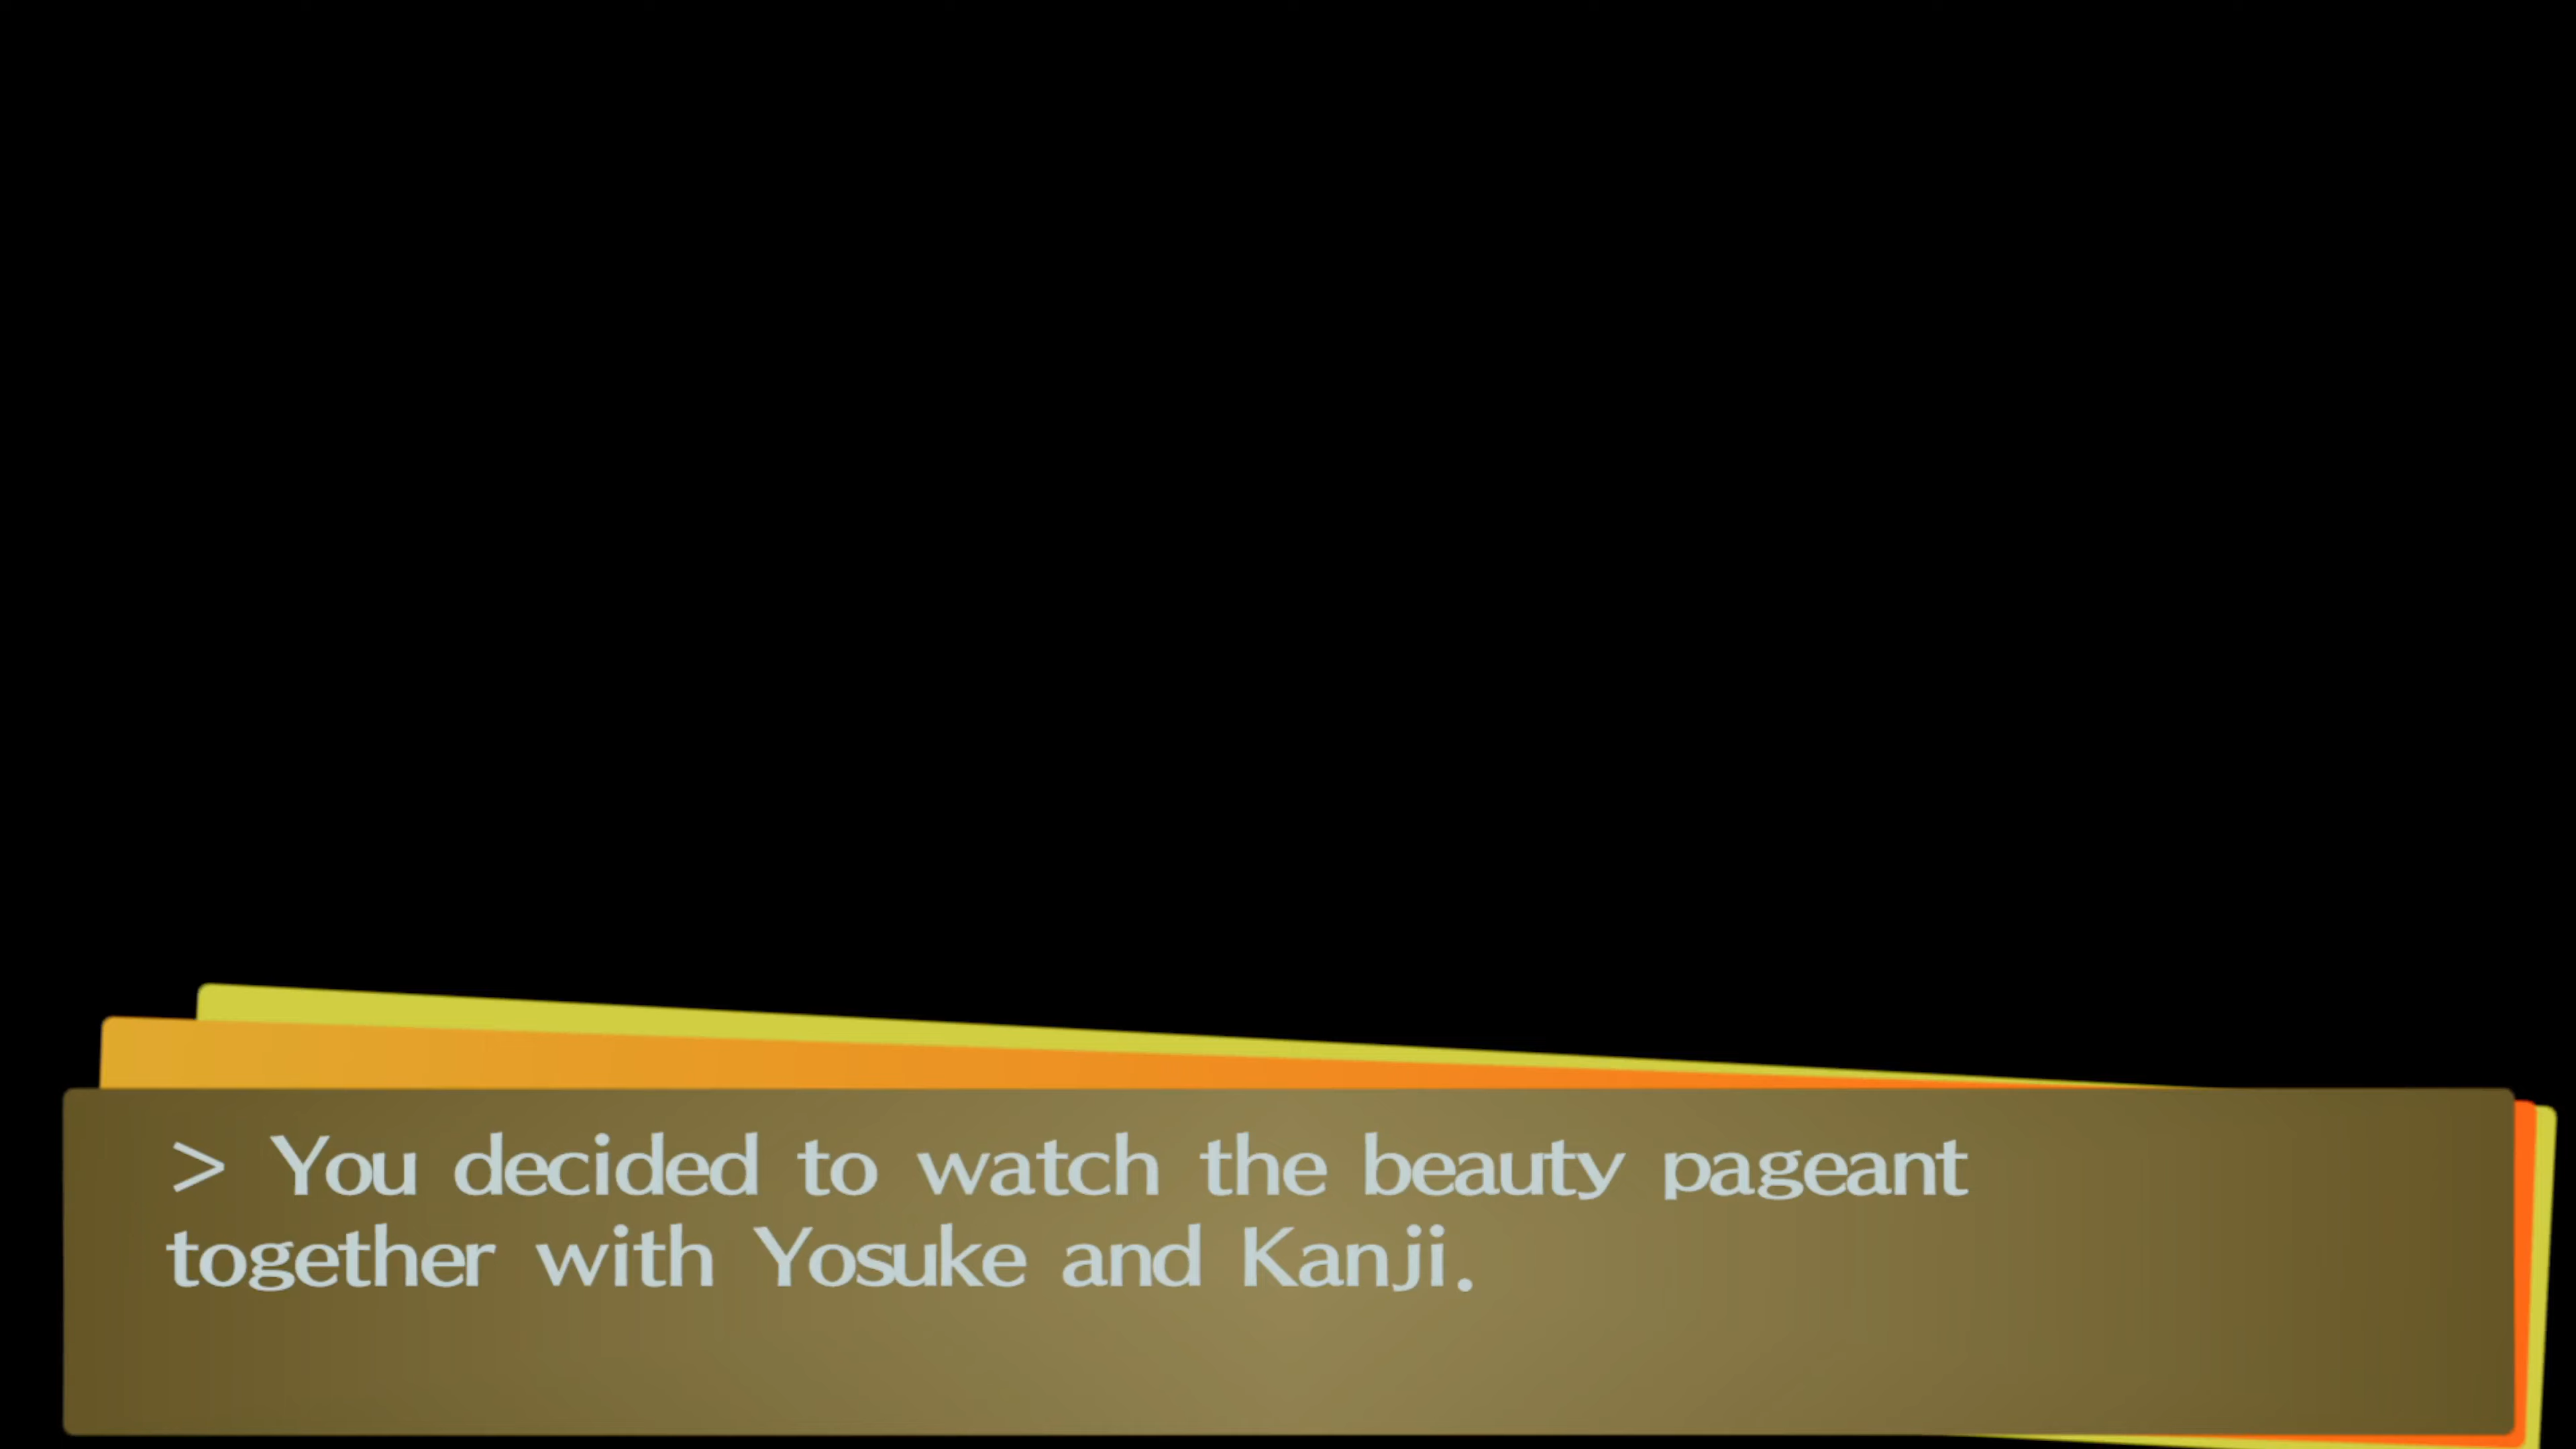 > You decided to watch the beauty pageant
together with Yosuke and Kanji.